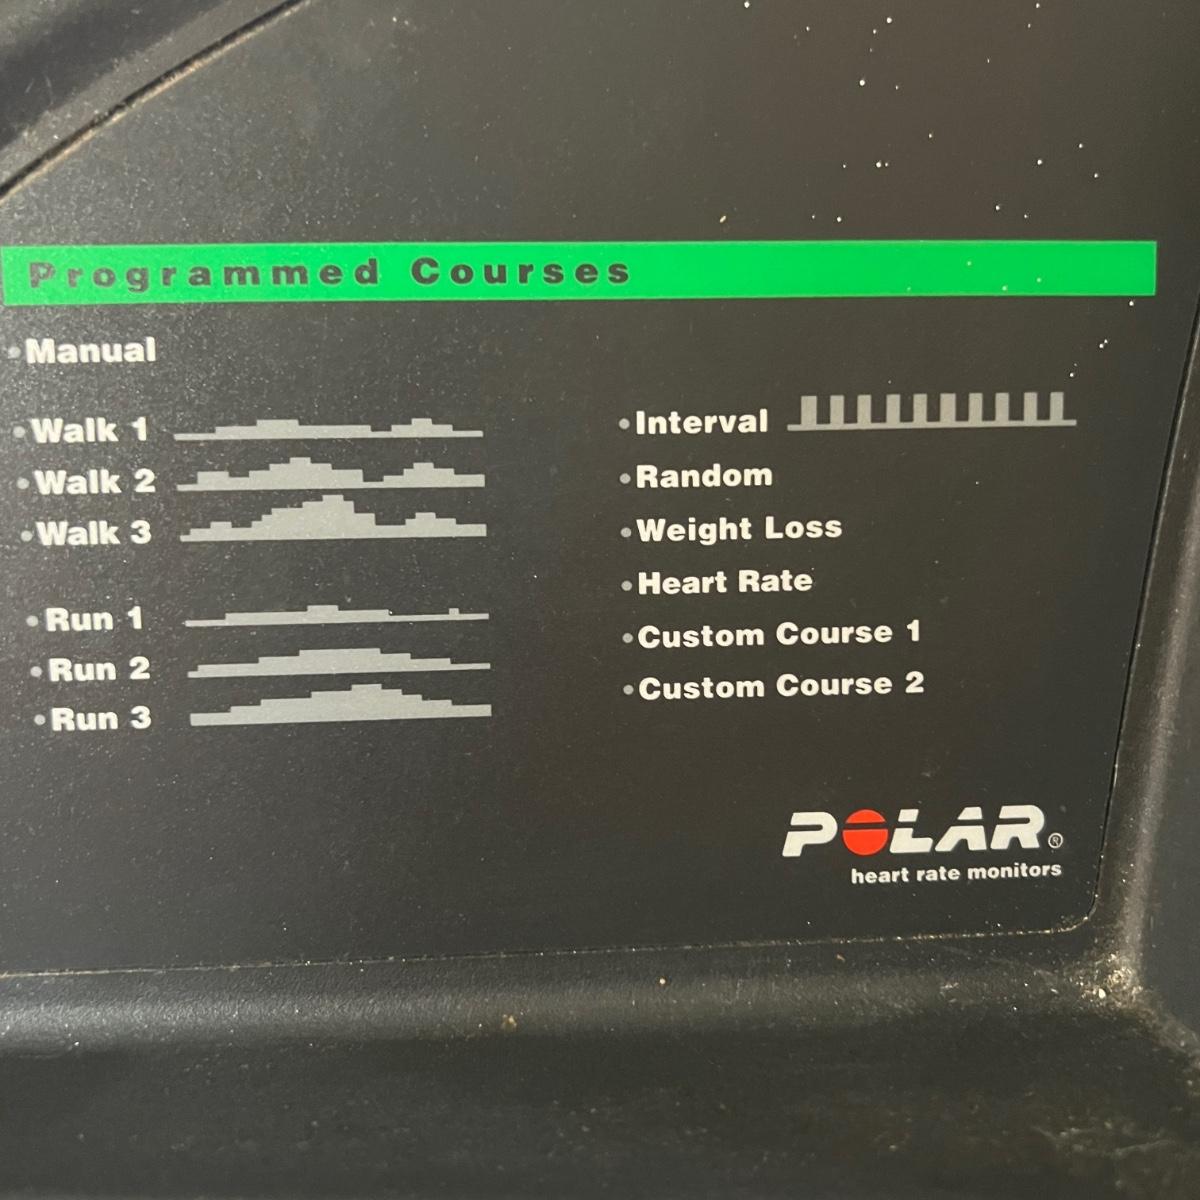 Programmed Courses
•Manual
•Walk 1
•Walk 2
•Walk 3
•Run 1
•Run 2
•Run 3
•Interval
•Random
•Weight Loss
•Heart Rate
•Custom Course 1
•Custom Course 2
POLAR®
heart rate monitors